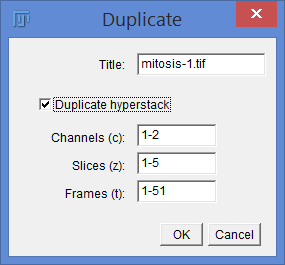 Duplicate
Title: mitosis-1.tif
Duplicate hyperstack
Channels (c): 1-2
Slices (z): 1-5
Frames (t): 1-51
OK Cancel